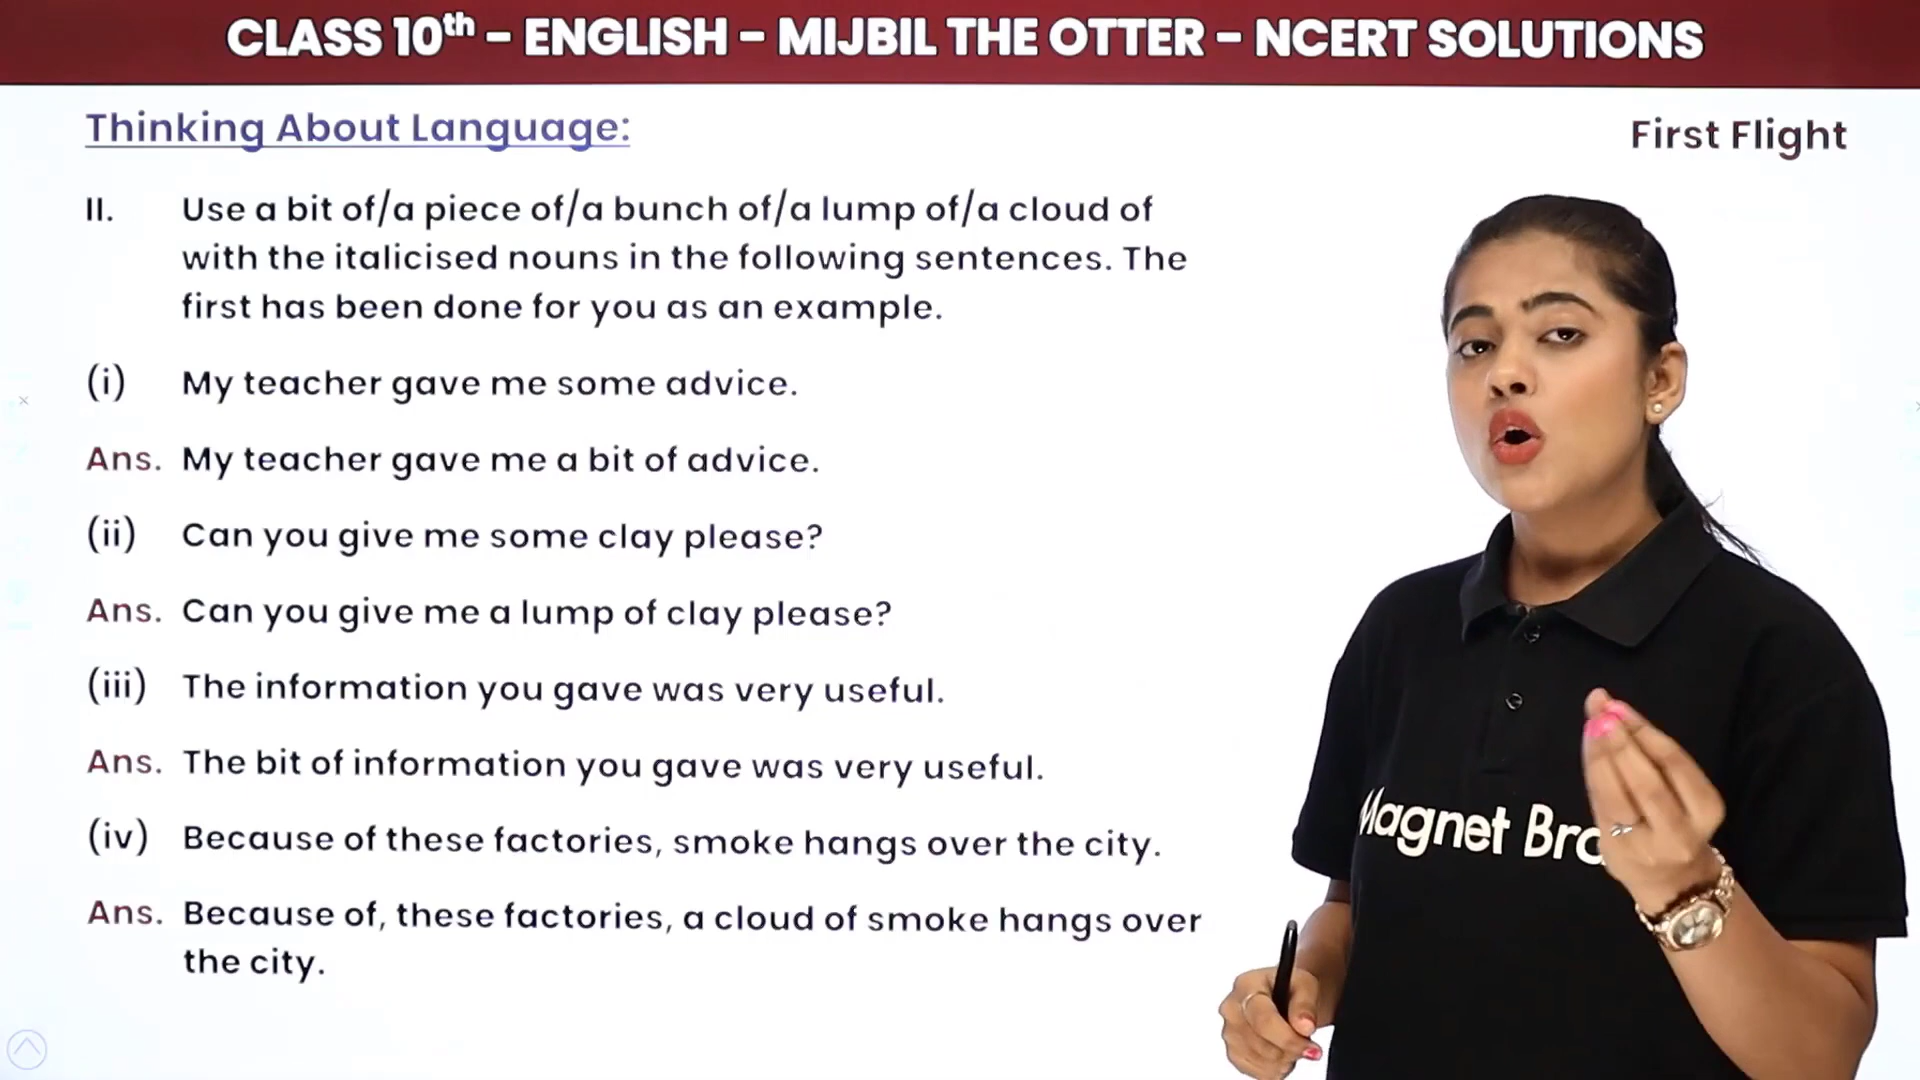 CLASS 10th – ENGLISH – MIJBIL THE OTTER – NCERT SOLUTIONS
Thinking About Language:
First Flight
II. Use a bit of/a piece of/a bunch of/a lump of/a cloud of
with the italicised nouns in the following sentences. The
first has been done for you as an example.
(i) My teacher gave me some advice.
Ans. My teacher gave me a bit of advice.
(ii) Can you give me some clay please?
Ans. Can you give me a lump of clay please?
(iii) The information you gave was very useful.
Ans. The bit of information you gave was very useful.
(iv) Because of these factories, smoke hangs over the city.
Ans. Because of, these factories, a cloud of smoke hangs over
the city.
Magnet Bra